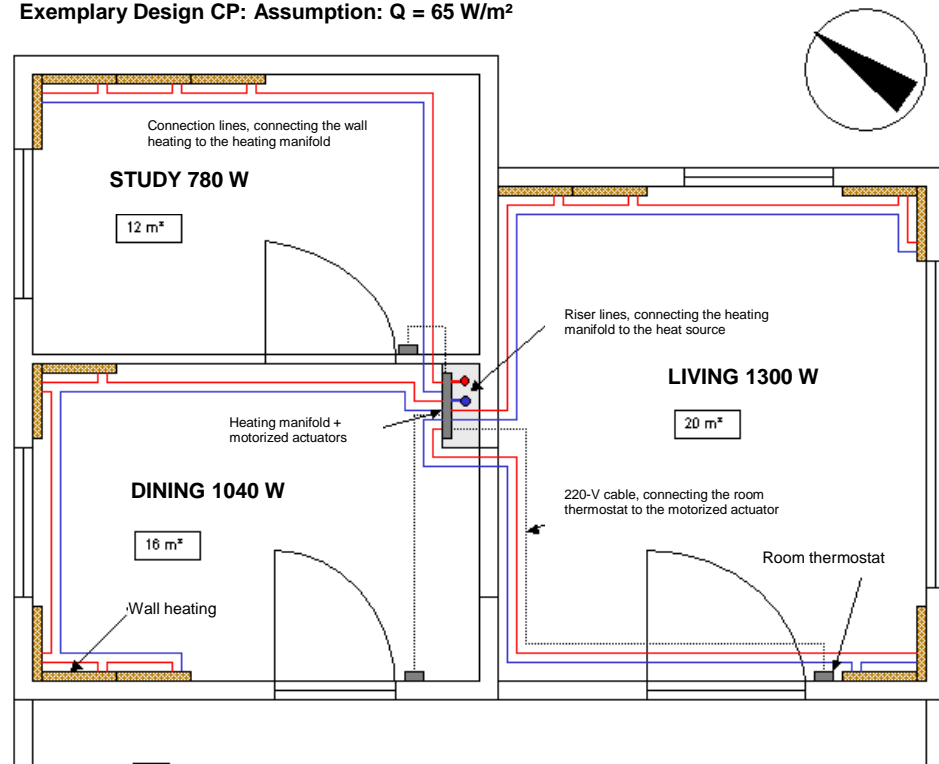 Exemplary Design CP: Assumption: Q = 65 W/m²
Connection lines, connecting the wall
heating to the heating manifold
STUDY 780 W
12 m²
Riser lines, connecting the heating
manifold to the heat source
LIVING 1300 W
20 m²
Heating manifold +
motorized actuators
DINING 1040 W
16 m²
220-V cable, connecting the room
thermostat to the motorized actuator
Room thermostat
Wall heating